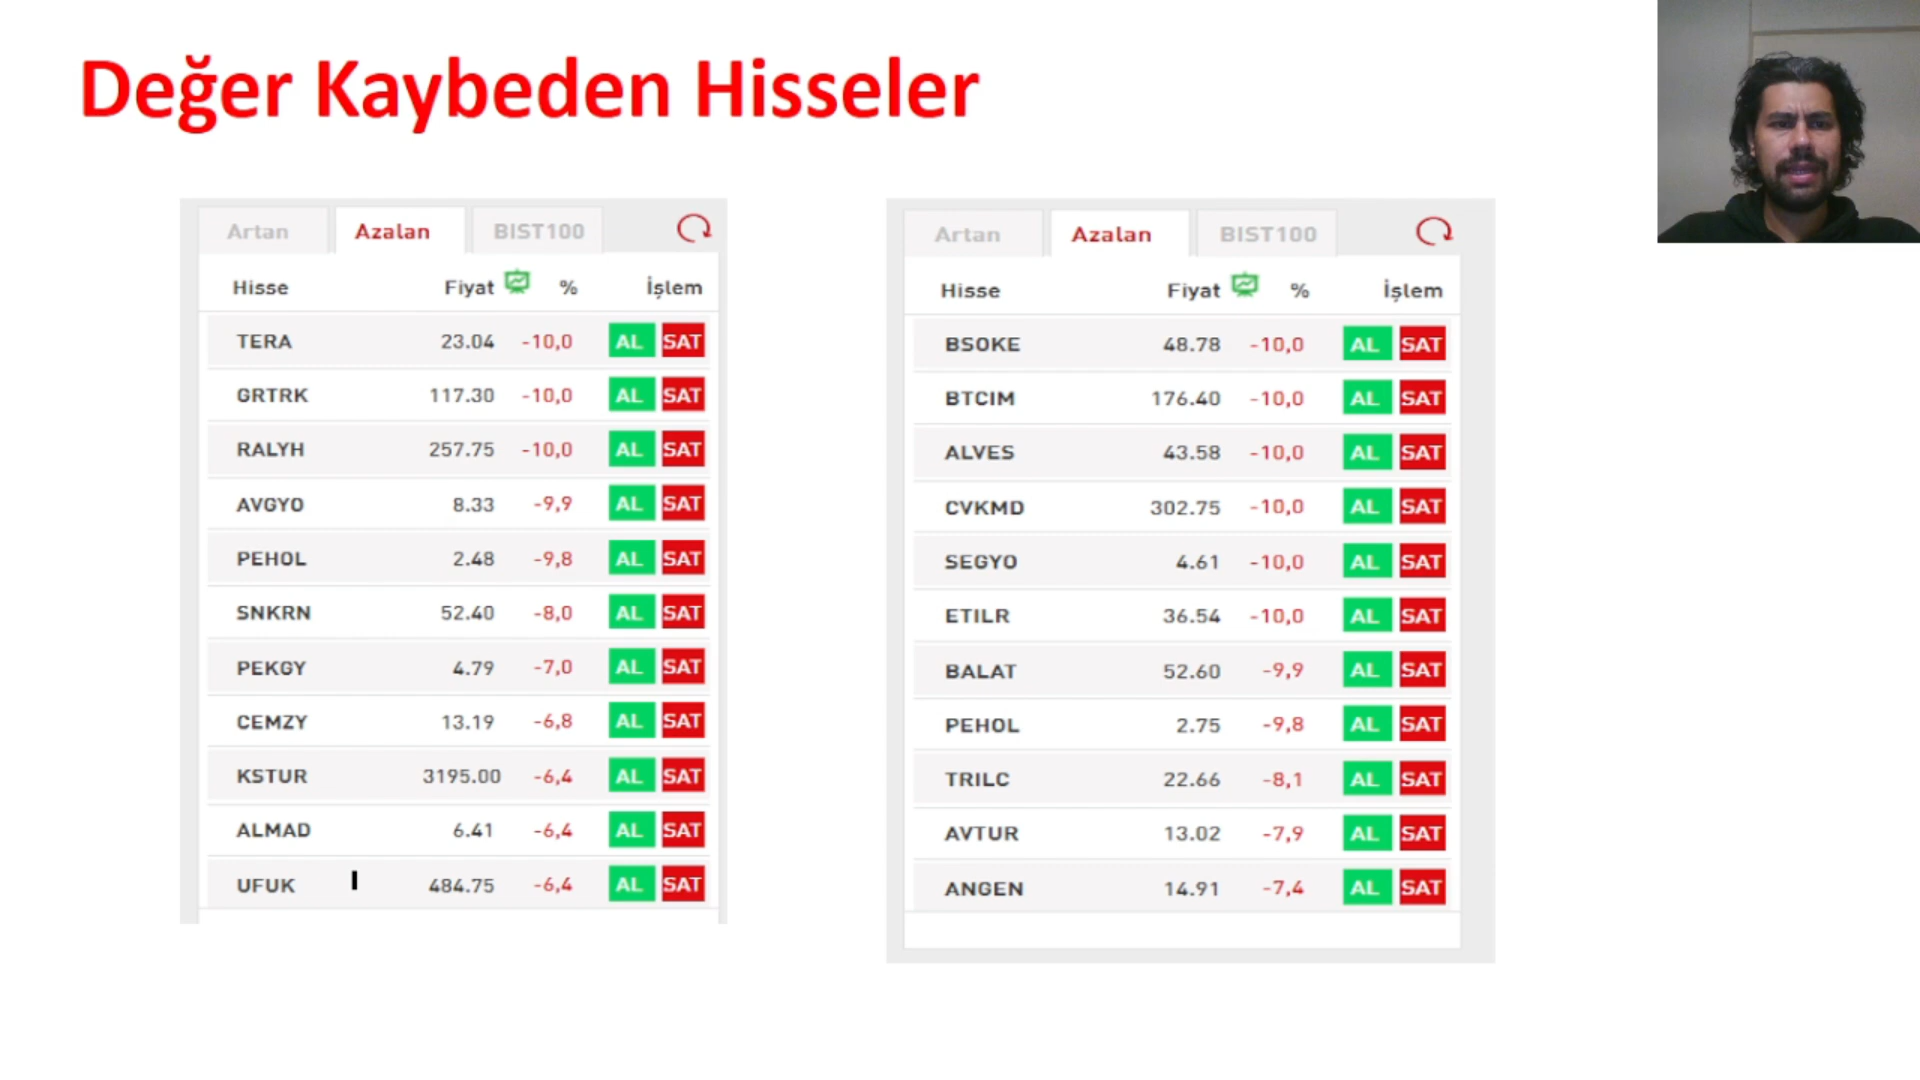 Değer Kaybeden Hisseler
Artan Azalan BIST100
Hisse Fiyat % İşlem
TERA 23.04 -10,0 AL SAT
GRTRK 117.30 -10,0 AL SAT
RALYH 257.75 -10,0 AL SAT
AVGYO 8.33 -9,9 AL SAT
PEHOL 2.48 -9,8 AL SAT
SNKRN 52.40 -8,0 AL SAT
PEKGY 4.79 -7,0 AL SAT
CEMZY 13.19 -6,8 AL SAT
KSTUR 3195.00 -6,4 AL SAT
ALMAD 6.41 -6,4 AL SAT
UFUK 484.75 -6,4 AL SAT
Artan Azalan BIST100
Hisse Fiyat % İşlem
BSOKE 48.78 -10,0 AL SAT
BTCIM 176.40 -10,0 AL SAT
ALVES 43.58 -10,0 AL SAT
CVKMD 302.75 -10,0 AL SAT
SEGYO 4.61 -10,0 AL SAT
ETILR 36.54 -10,0 AL SAT
BALAT 52.60 -9,9 AL SAT
PEHOL 2.75 -9,8 AL SAT
TRILC 22.66 -8,1 AL SAT
AVTUR 13.02 -7,9 AL SAT
ANGEN 14.91 -7,4 AL SAT